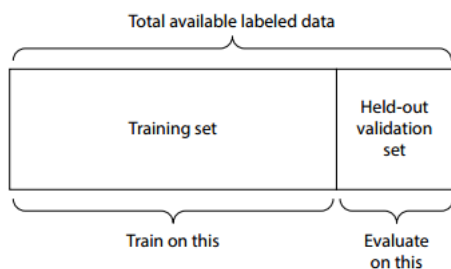 Total available labeled data
Training set
Held-out
validation
set
Train on this
Evaluate
on this